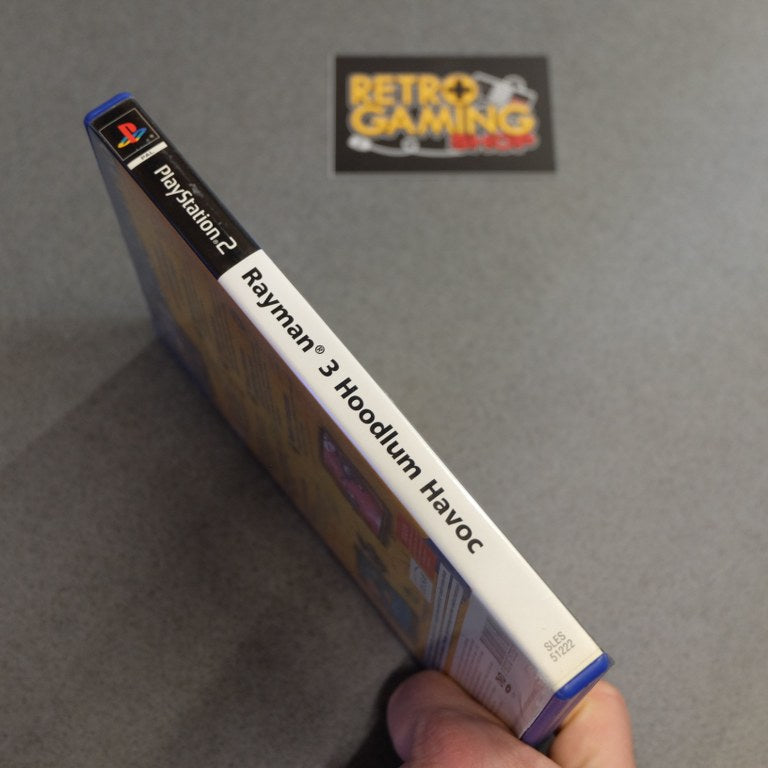 RETRO
GAMING
SHOP
PAL
PlayStation®2
Rayman® 3 Hoodlum Havoc
SLES
51222